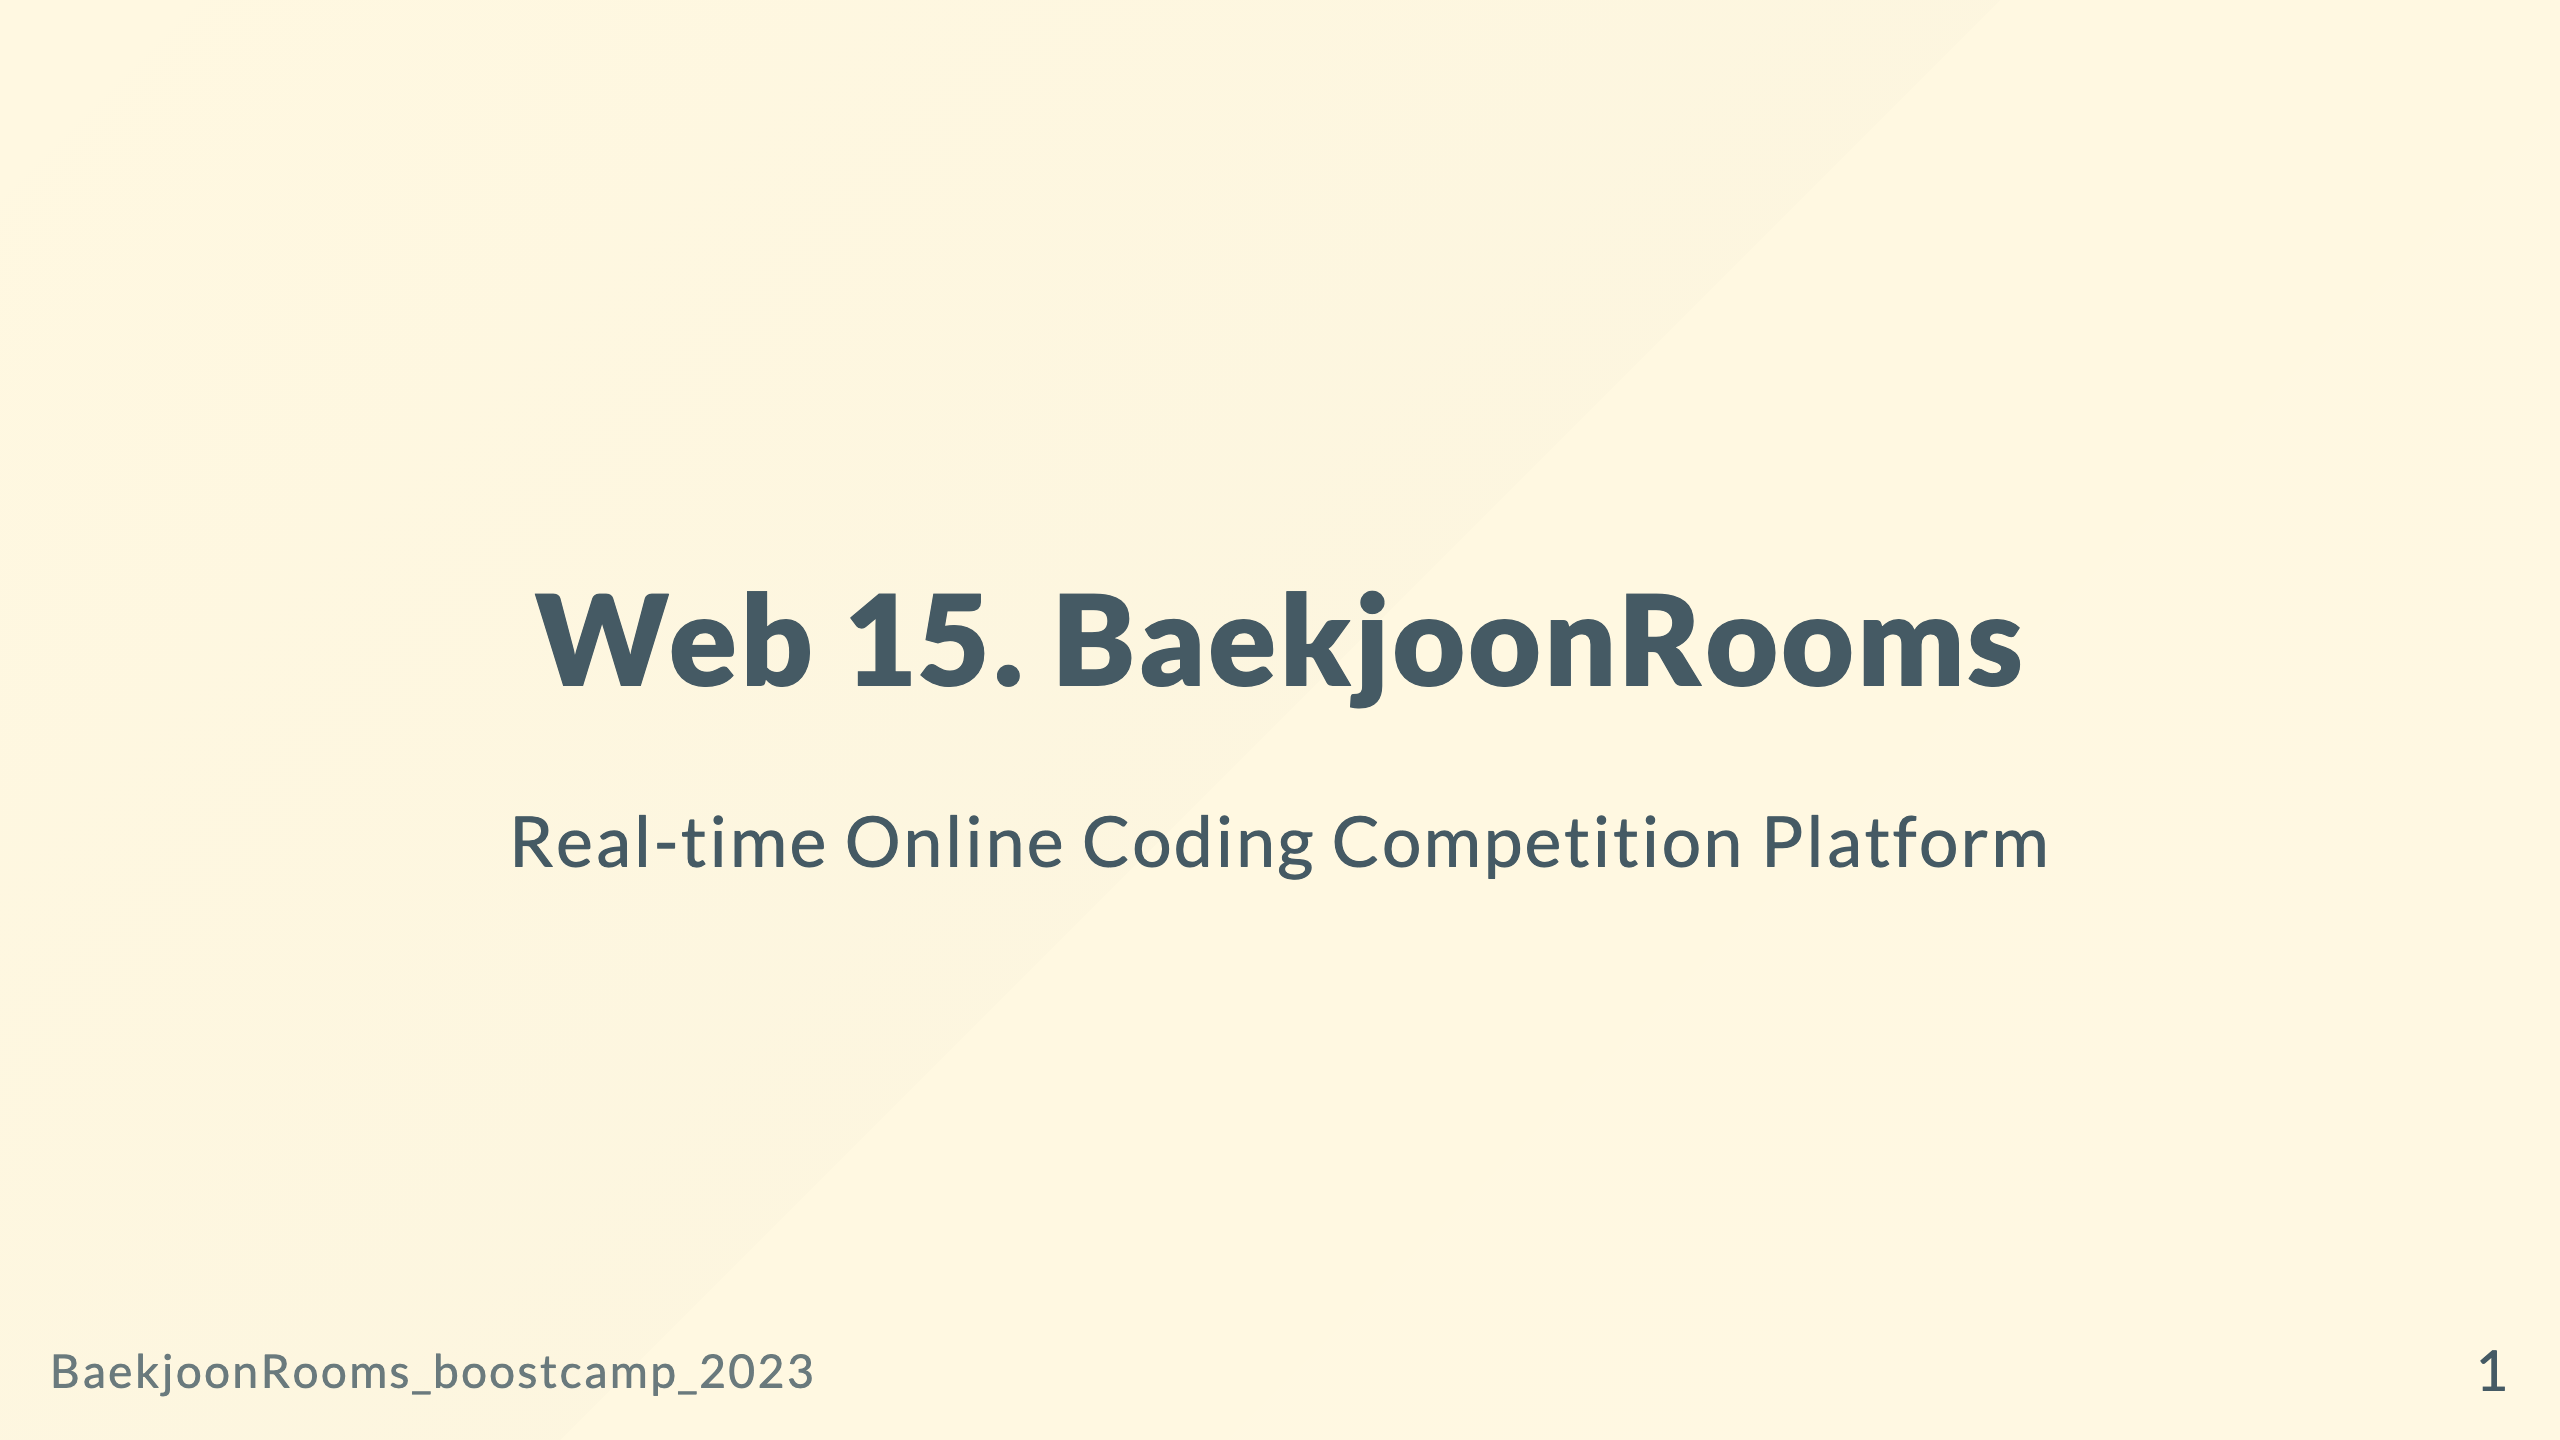 Web 15. BaekjoonRooms
Real-time Online Coding Competition Platform
BaekjoonRooms_boostcamp_2023
1